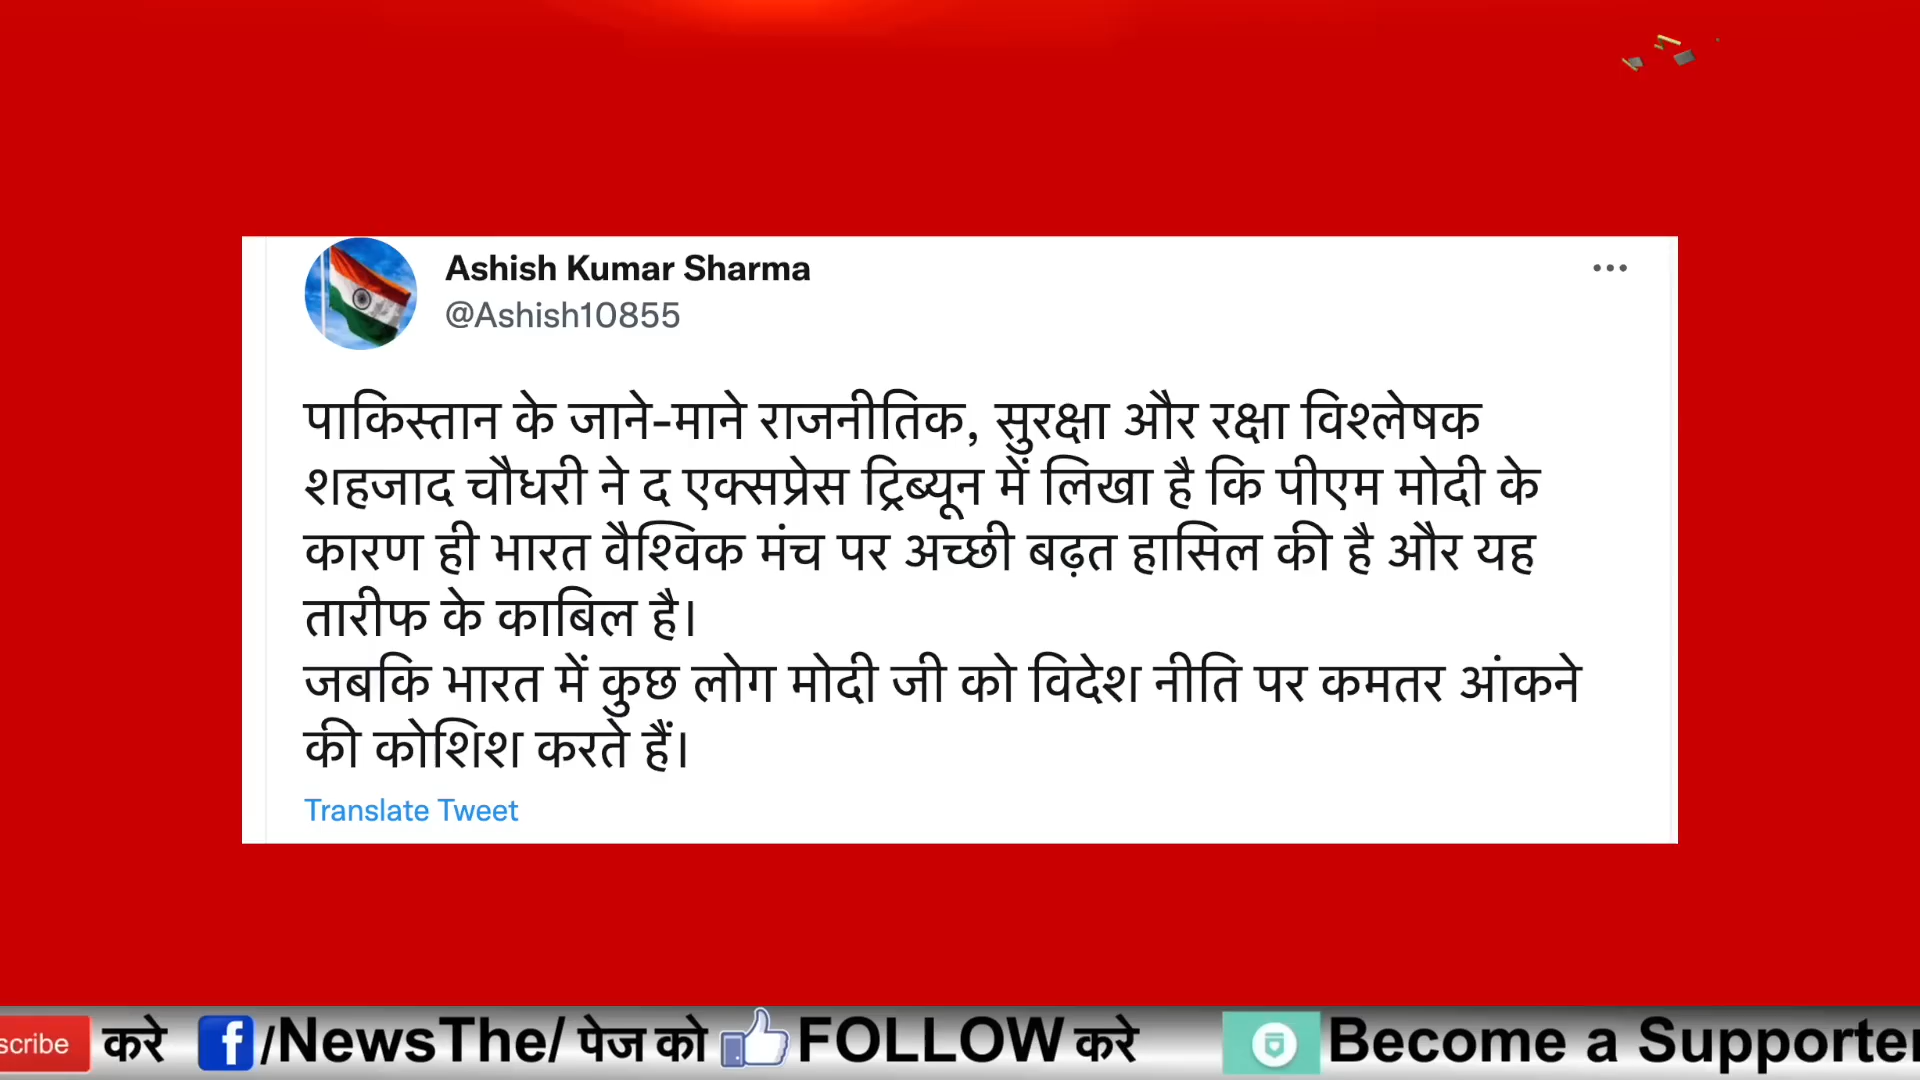 Ashish Kumar Sharma
@Ashish10855
पाकिस्तान के जाने-माने राजनीतिक, सुरक्षा और रक्षा विश्लेषक
शहजाद चौधरी ने द एक्सप्रेस ट्रिब्यून में लिखा है कि पीएम मोदी के
कारण ही भारत वैश्विक मंच पर अच्छी बढ़त हासिल की है और यह
तारीफ के काबिल है।
जबकि भारत में कुछ लोग मोदी जी को विदेश नीति पर कमतर आंकने
की कोशिश करते हैं।
Translate Tweet
scribe करे /NewsThe/ पेज को FOLLOW करे Become a Supporter